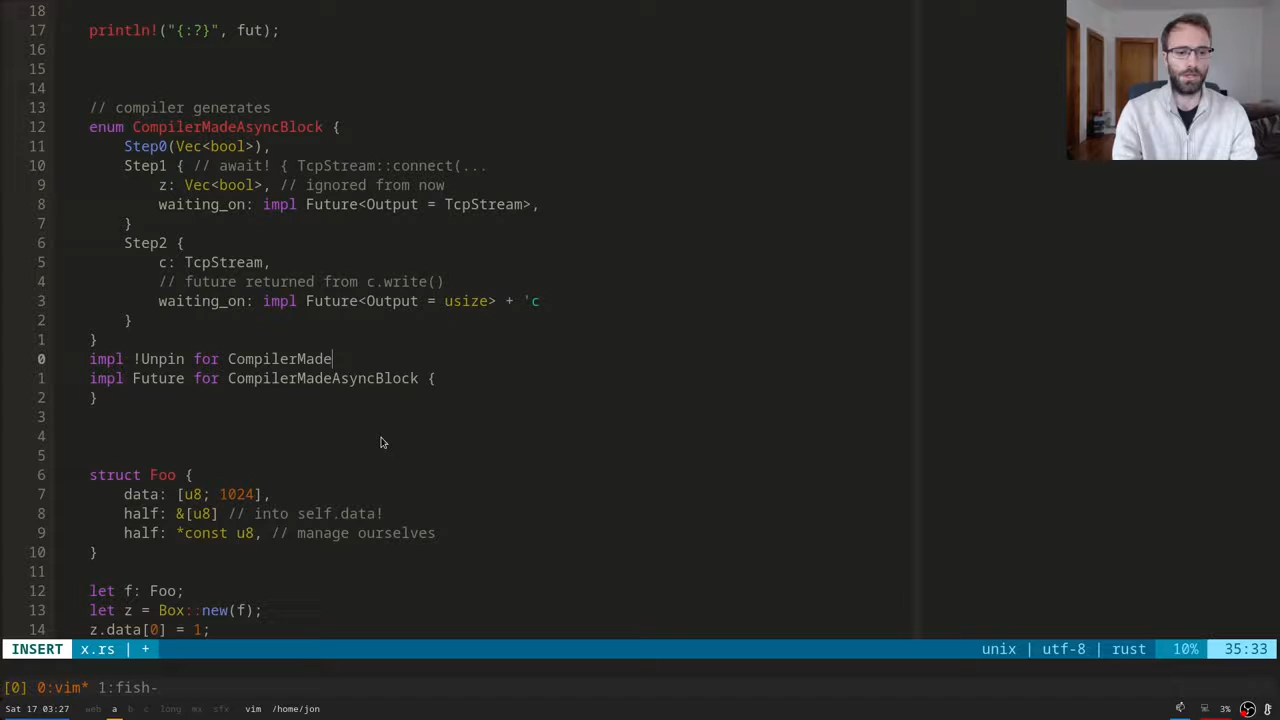 18
17 println!("{:?}", fut);
16
15
14
13 // compiler generates
12 enum CompilerMadeAsyncBlock {
11 Step0(Vec<bool>),
10 Step1 { // await! { TcpStream::connect(...
9 z: Vec<bool>, // ignored from now
8 waiting_on: impl Future<Output = TcpStream>,
7 }
6 Step2 {
5 c: TcpStream,
4 // future returned from c.write()
3 waiting_on: impl Future<Output = usize> + 'c
2 }
1 }
0 impl !Unpin for CompilerMade
1 impl Future for CompilerMadeAsyncBlock {
2 }
3
4
5
6 struct Foo {
7 data: [u8; 1024],
8 half: &[u8] // into self.data!
9 half: *const u8, // manage ourselves
10 }
11
12 let f: Foo;
13 let z = Box::new(f);
14 z.data[0] = 1;
INSERT x.rs | + unix | utf-8 | rust 10% 35:33
[0] 0:vim* 1:fish-
Sat 17 03:27 web a b c long mx sfx vim /home/jon 3%